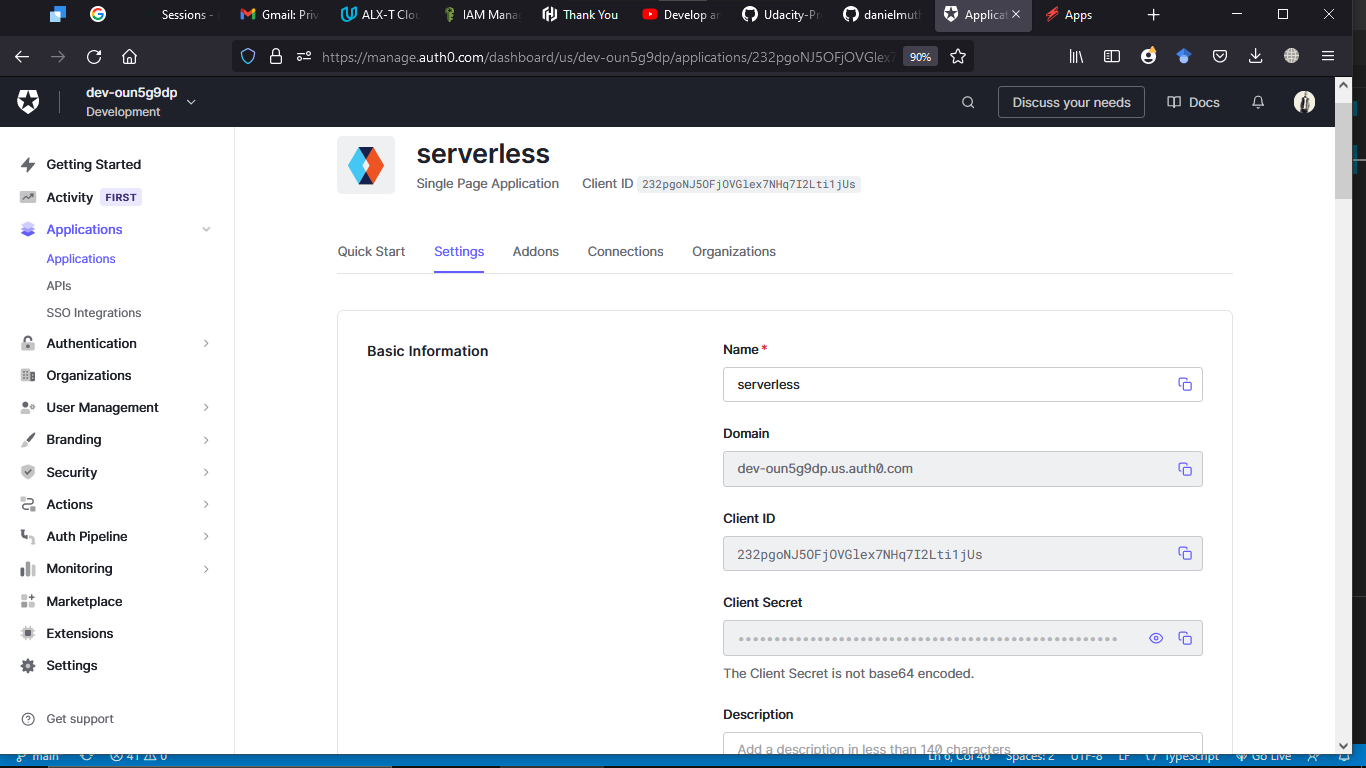 Sessions -
Gmail: Priv
ALX-T Clou
IAM Mana
Thank You
Develop an
Udacity-Pr
danielmuth
Applicat
Apps
https://manage.auth0.com/dashboard/us/dev-oun5g9dp/applications/232pgoNJ5OFjOVGlex7
90%
dev-oun5g9dp
Development
Discuss your needs
Docs
Getting Started
Activity FIRST
Applications
Applications
APIs
SSO Integrations
Authentication
Organizations
User Management
Branding
Security
Actions
Auth Pipeline
Monitoring
Marketplace
Extensions
Settings
Get support
serverless
Single Page Application Client ID 232pgoNJ5OFjOVGlex7NHq7I2Lti1jUs
Quick Start Settings Addons Connections Organizations
Basic Information
Name *
serverless
Domain
dev-oun5g9dp.us.auth0.com
Client ID
232pgoNJ5OFjOVGlex7NHq7I2Lti1jUs
Client Secret
The Client Secret is not base64 encoded.
Description
Add a description in less than 140 characters
main 41 0 Ln 6, Col 46 Spaces: 2 UTF-8 LF TypeScript Go Live